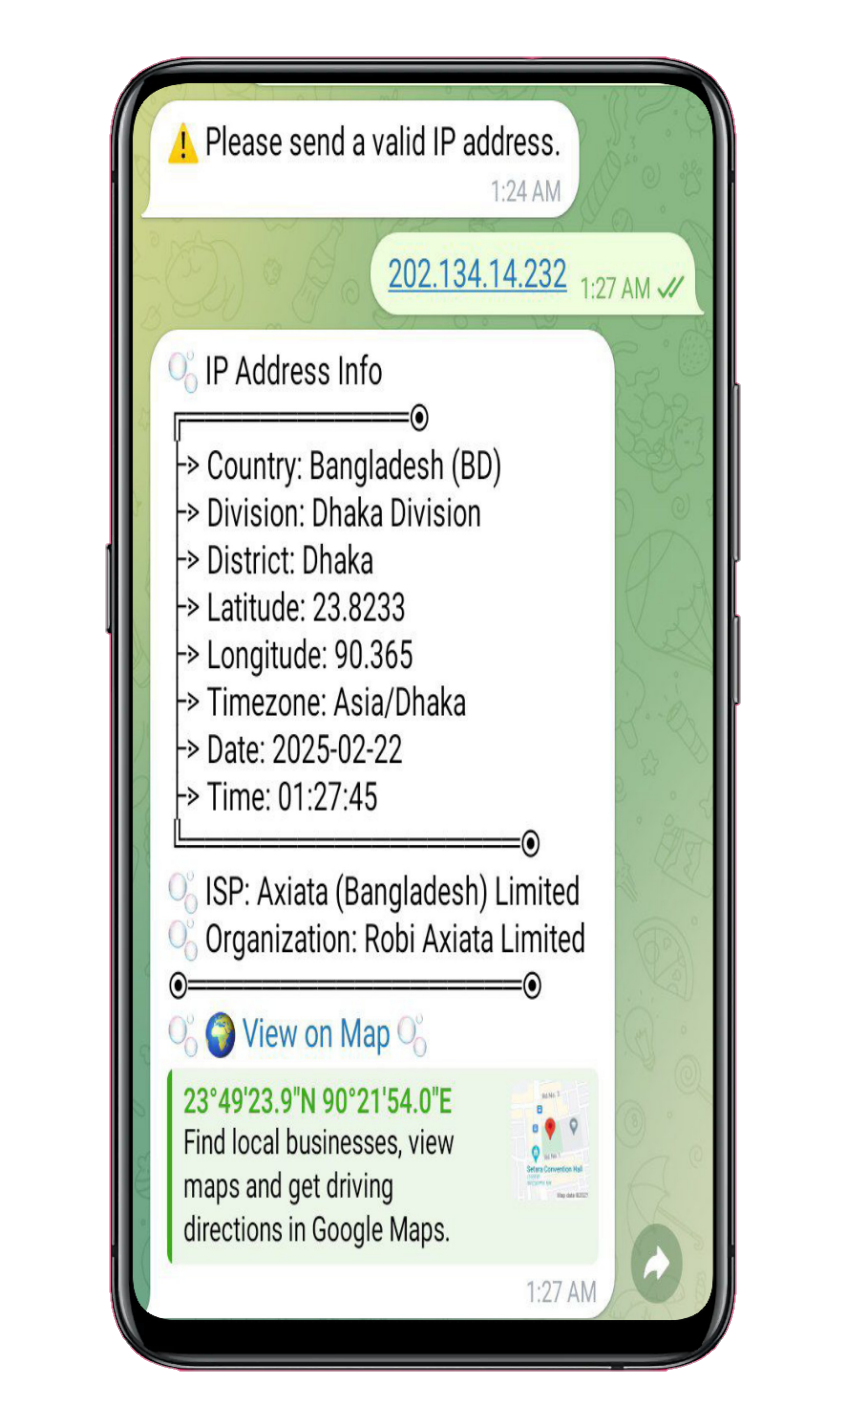 ⚠️ Please send a valid IP address.
1:24 AM
202.134.14.232 1:27 AM
IP Address Info
Country: Bangladesh (BD)
Division: Dhaka Division
District: Dhaka
Latitude: 23.8233
Longitude: 90.365
Timezone: Asia/Dhaka
Date: 2025-02-22
Time: 01:27:45
ISP: Axiata (Bangladesh) Limited
Organization: Robi Axiata Limited
🌍 View on Map
23°49'23.9"N 90°21'54.0"E
Find local businesses, view
maps and get driving
directions in Google Maps.
Setara Convention Hall
1:27 AM